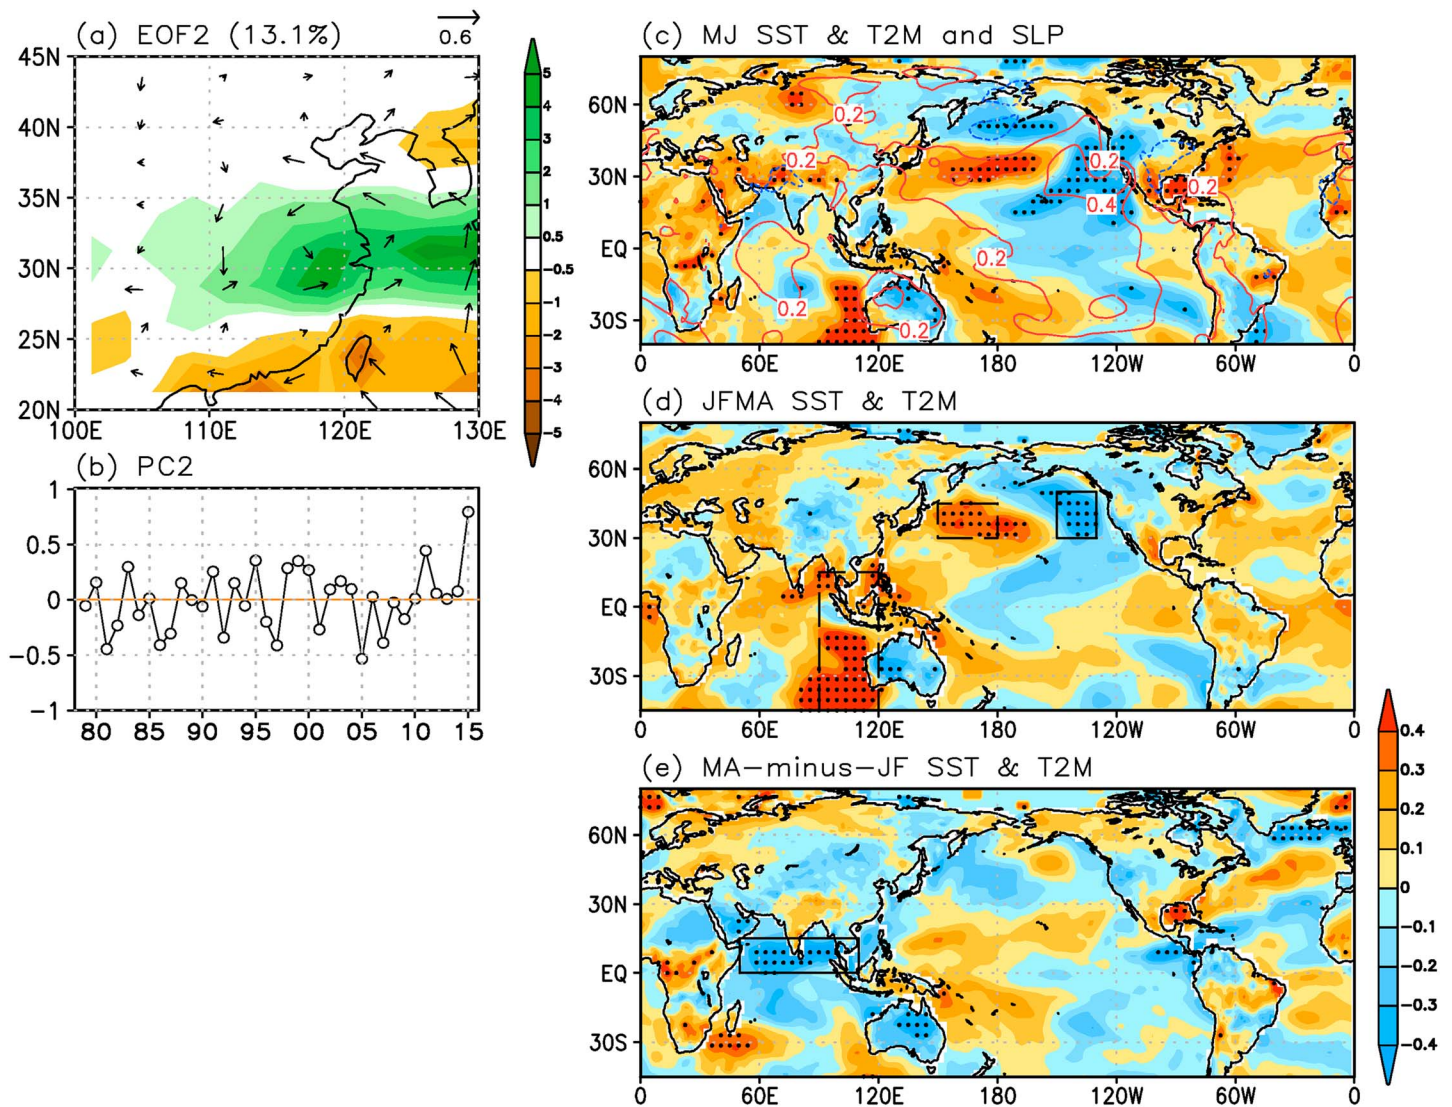 (a) EOF2 (13.1%)
0.6
45N
40N
35N
30N
25N
20N
100E 110E 120E 130E
5
4
3
2
1
0.5
-0.5
-1
-2
-3
-4
-5
(b) PC2
1
0.5
0
-0.5
-1
80 85 90 95 00 05 10 15
(c) MJ SST & T2M and SLP
60N
30N
EQ
30S
0.2
0.2
0.2
0.2
0.4
0.2
0.2
0.2
0.2
0 60E 120E 180 120W 60W 0
(d) JFMA SST & T2M
60N
30N
EQ
30S
0 60E 120E 180 120W 60W 0
(e) MA-minus-JF SST & T2M
60N
30N
EQ
30S
0 60E 120E 180 120W 60W 0
0.4
0.3
0.2
0.1
0
-0.1
-0.2
-0.3
-0.4